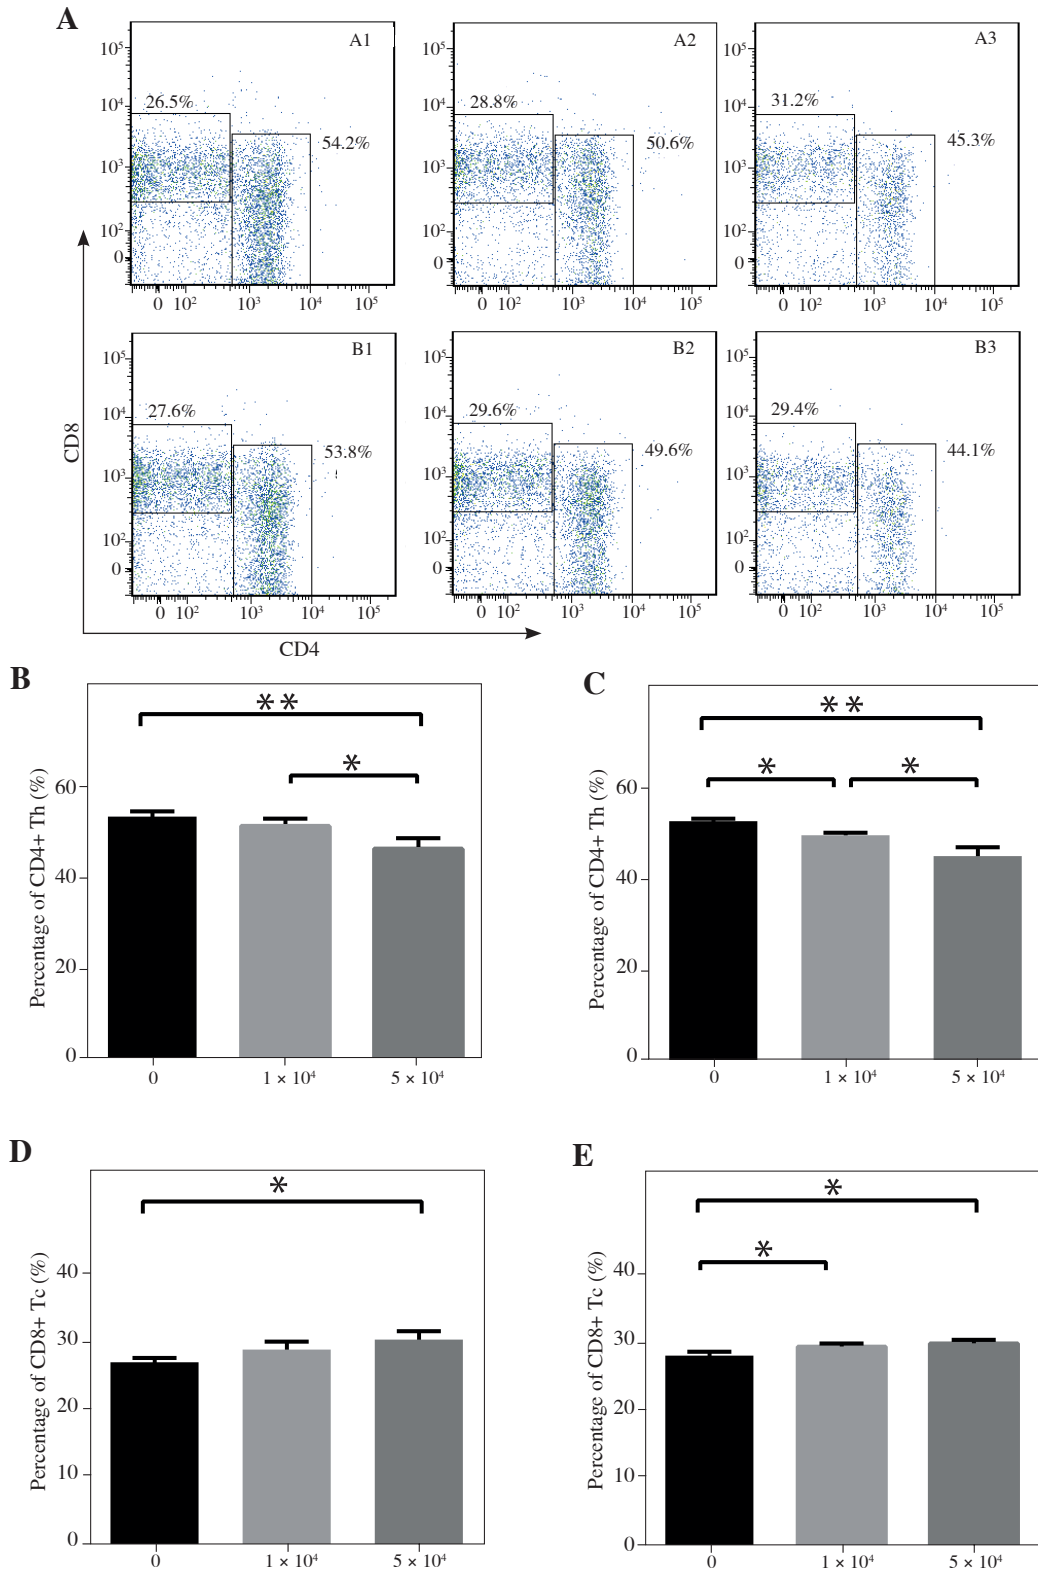 A
A1
10⁵
10⁴
10³
10²
0
26.5%
54.2%
0 10² 10³ 10⁴ 10⁵
A2
10⁵
10⁴
10³
10²
0
28.8%
50.6%
0 10² 10³ 10⁴ 10⁵
A3
10⁵
10⁴
10³
10²
0
31.2%
45.3%
0 10² 10³ 10⁴ 10⁵
B1
10⁵
10⁴
10³
10²
0
27.6%
53.8%
0 10² 10³ 10⁴ 10⁵
B2
10⁵
10⁴
10³
10²
0
29.6%
49.6%
0 10² 10³ 10⁴ 10⁵
B3
10⁵
10⁴
10³
10²
0
29.4%
44.1%
0 10² 10³ 10⁴ 10⁵
CD8
CD4
B
**
*
Percentage of CD4+ Th (%)
60
40
20
0
0 1 × 10⁴ 5 × 10⁴
C
**
* *
Percentage of CD4+ Th (%)
60
40
20
0
0 1 × 10⁴ 5 × 10⁴
D
*
Percentage of CD8+ Tc (%)
40
30
20
10
0
0 1 × 10⁴ 5 × 10⁴
E
*
*
Percentage of CD8+ Tc (%)
40
30
20
10
0
0 1 × 10⁴ 5 × 10⁴